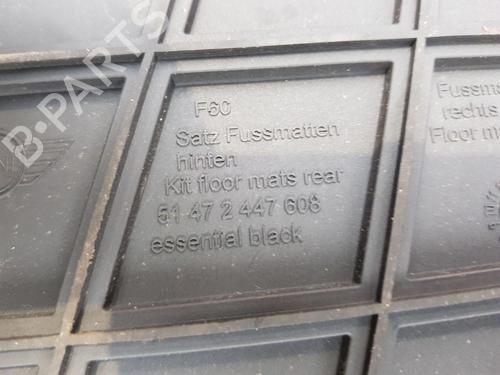 B-PARTS
F60
Satz Fussmatten
hinten
Kit floor mats rear
51 47 2 447 608
essential black
Fussma
rechts
Floor m